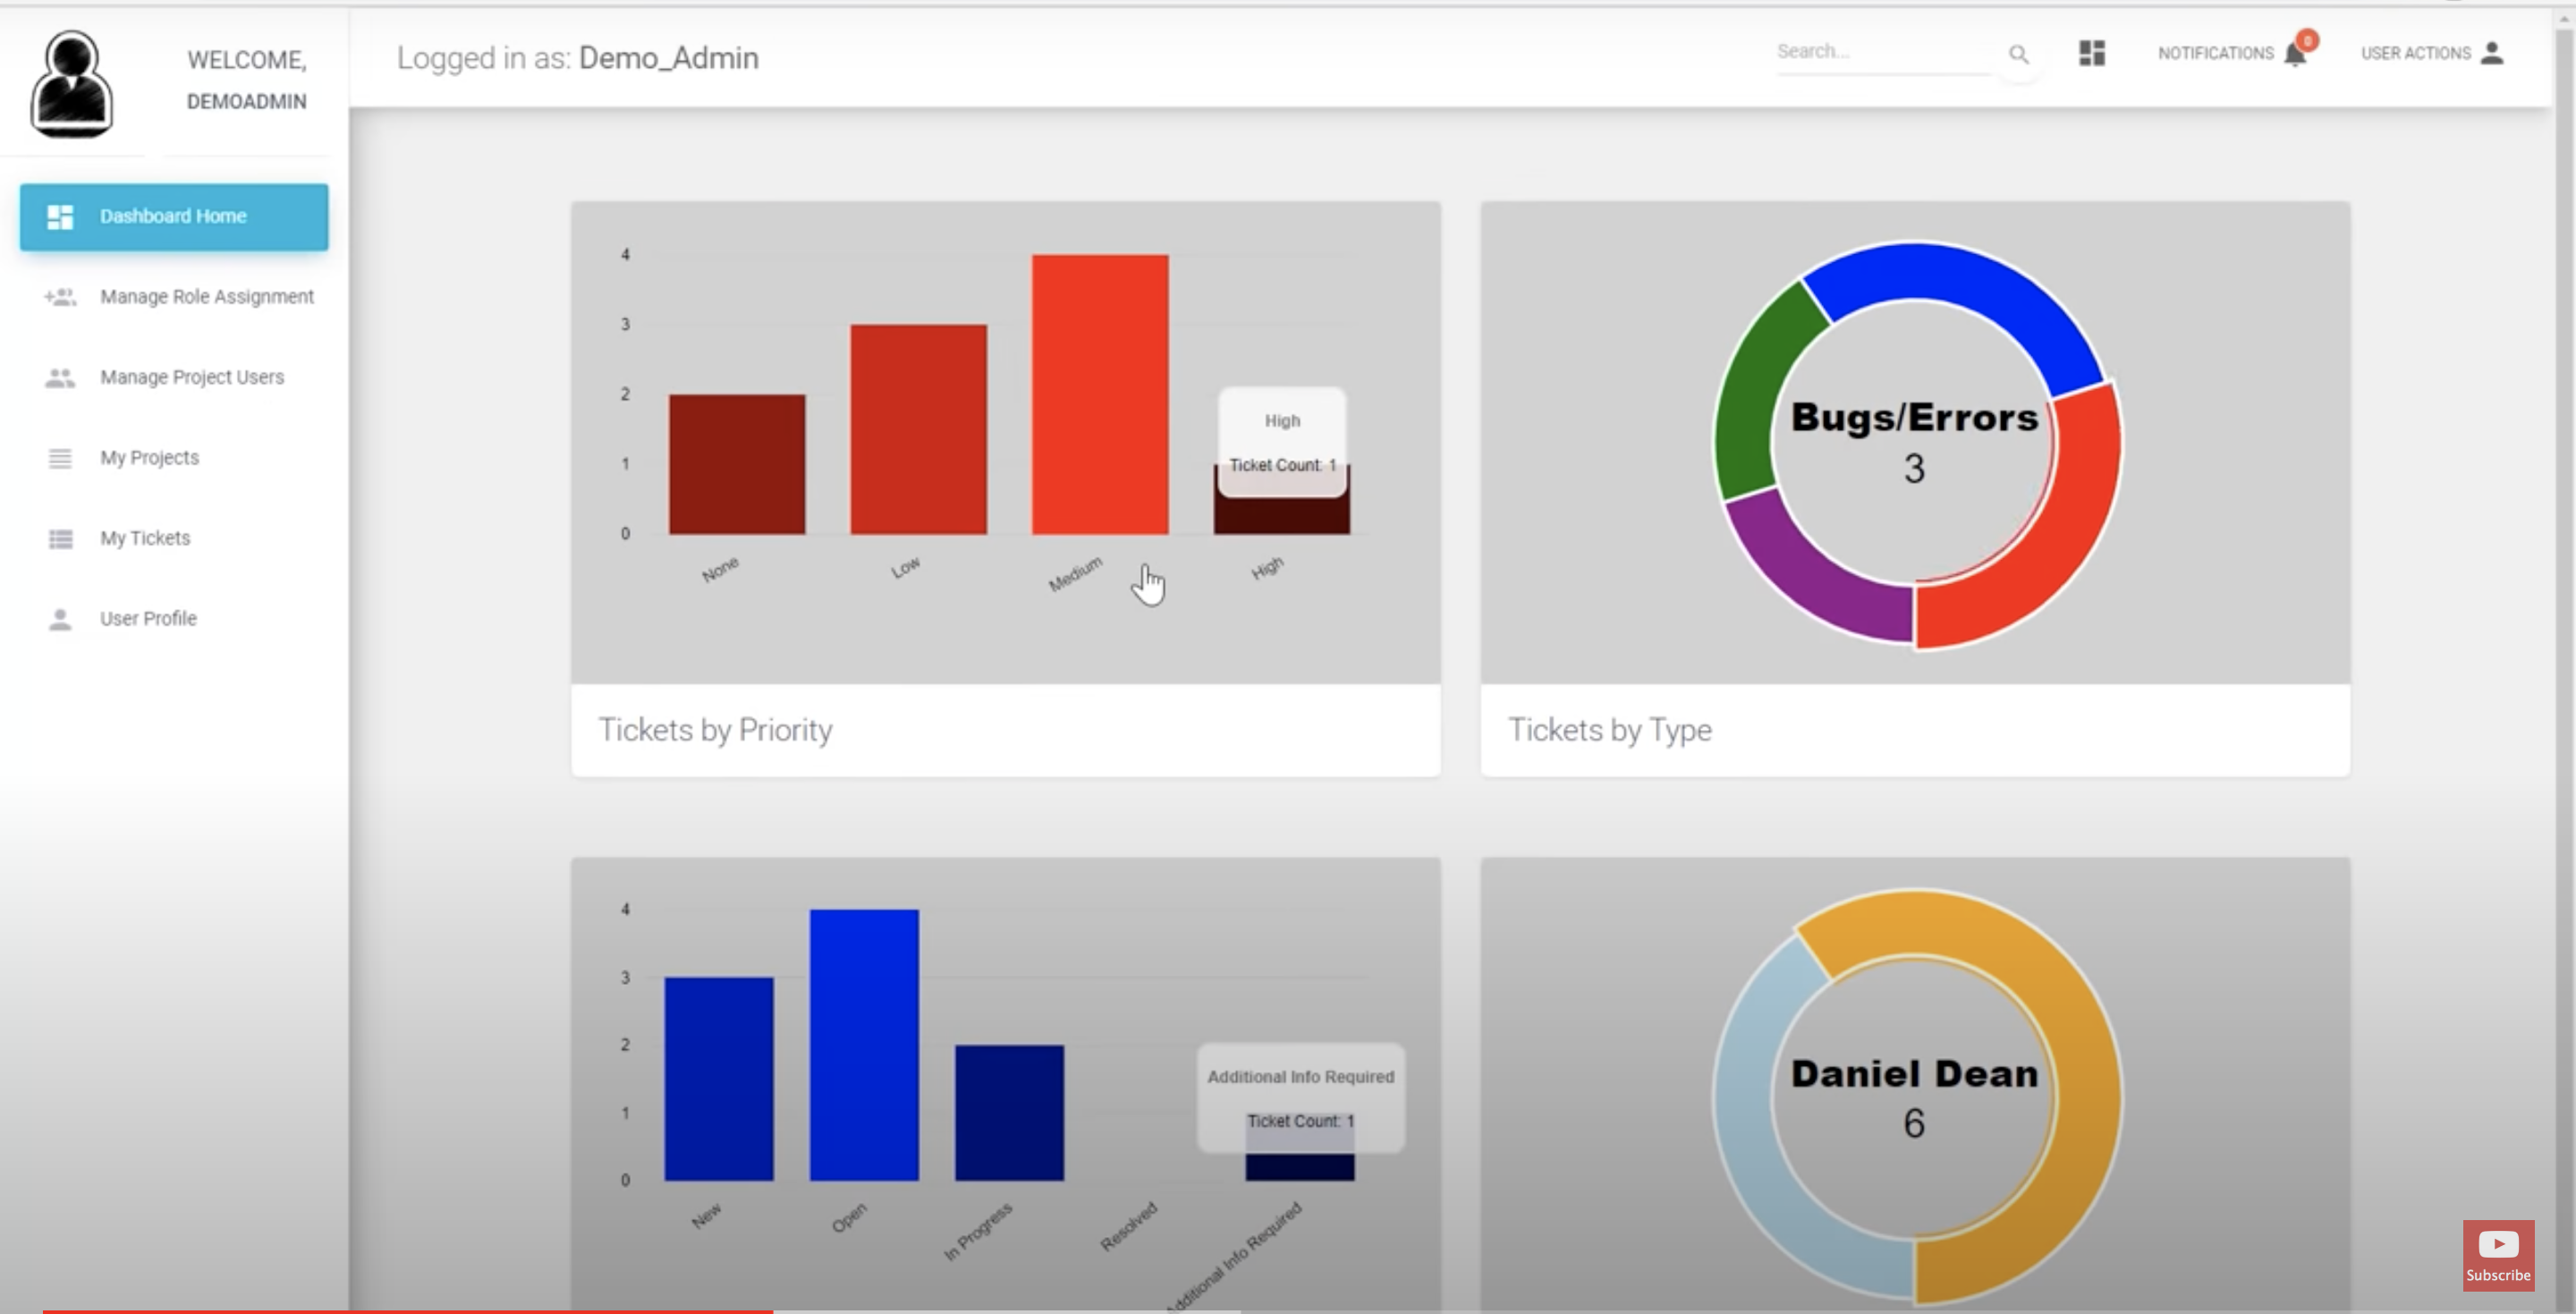 WELCOME,
DEMOADMIN
Logged in as: Demo_Admin
Search...
NOTIFICATIONS
0
USER ACTIONS
Dashboard Home
Manage Role Assignment
Manage Project Users
My Projects
My Tickets
User Profile
4
3
2
1
0
None
Low
Medium
High
High
Ticket Count: 1
Tickets by Priority
Bugs/Errors
3
Tickets by Type
4
3
2
1
0
New
Open
In Progress
Resolved
Additional Info Required
Additional Info Required
Ticket Count: 1
Daniel Dean
6
Subscribe